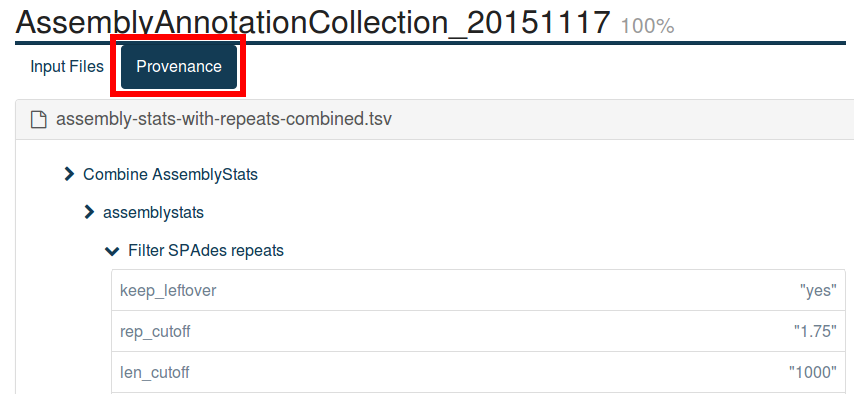 AssemblyAnnotationCollection_20151117 100%
Input Files Provenance
assembly-stats-with-repeats-combined.tsv
Combine AssemblyStats
assemblystats
Filter SPAdes repeats
keep_leftover "yes"
rep_cutoff "1.75"
len_cutoff "1000"